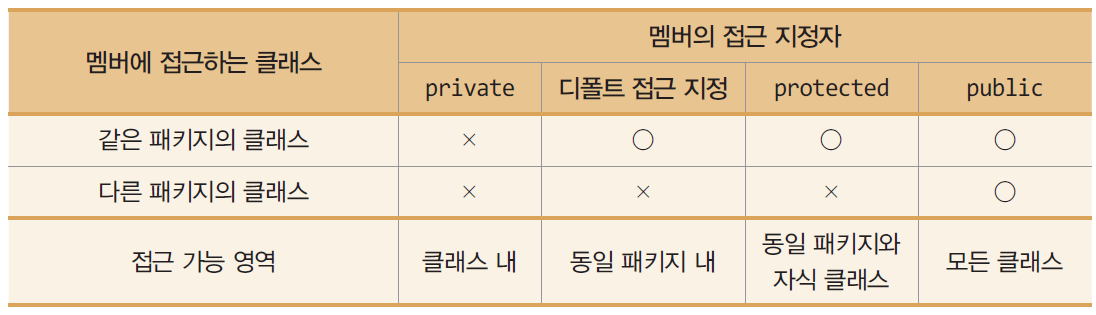 멤버에 접근하는 클래스
멤버의 접근 지정자
private 디폴트 접근 지정 protected public
같은 패키지의 클래스 × ○ ○ ○
다른 패키지의 클래스 × × × ○
접근 가능 영역 클래스 내 동일 패키지 내 동일 패키지와 모든 클래스
자식 클래스